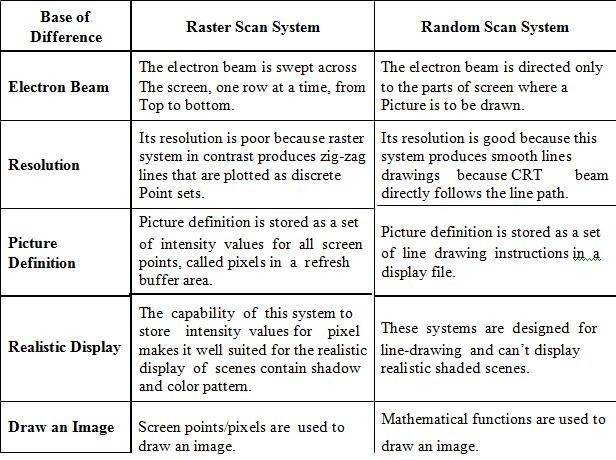 Base of
Difference
Raster Scan System
Random Scan System
Electron Beam
The electron beam is swept across
The screen, one row at a time, from
Top to bottom.
The electron beam is directed only
to the parts of screen where a
Picture is to be drawn.
Resolution
Its resolution is poor because raster
system in contrast produces zig-zag
lines that are plotted as discrete
Point sets.
Its resolution is good because this
system produces smooth lines
drawings because CRT beam
directly follows the line path.
Picture
Definition
Picture definition is stored as a set
of intensity values for all screen
points, called pixels in a refresh
buffer area.
Picture definition is stored as a set
of line drawing instructions in a
display file.
Realistic Display
The capability of this system to
store intensity values for pixel
makes it well suited for the realistic
display of scenes contain shadow
and color pattern.
These systems are designed for
line-drawing and can't display
realistic shaded scenes.
Draw an Image
Screen points/pixels are used to
draw an image.
Mathematical functions are used to
draw an image.